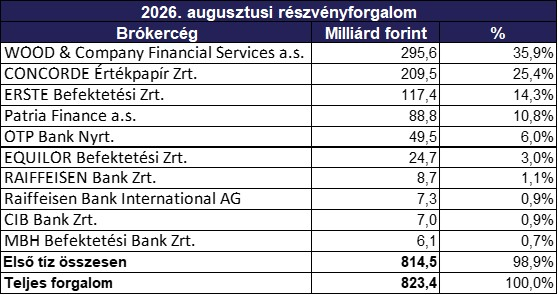 2026. augusztusi részvényforgalom
Brókercég Milliárd forint %
WOOD & Company Financial Services a.s. 295,6 35,9%
CONCORDE Értékpapír Zrt. 209,5 25,4%
ERSTE Befektetési Zrt. 117,4 14,3%
Patria Finance a.s. 88,8 10,8%
OTP Bank Nyrt. 49,5 6,0%
EQUILOR Befektetési Zrt. 24,7 3,0%
RAIFFEISEN Bank Zrt. 8,7 1,1%
Raiffeisen Bank International AG 7,3 0,9%
CIB Bank Zrt. 7,0 0,9%
MBH Befektetési Bank Zrt. 6,1 0,7%
Első tíz összesen 814,5 98,9%
Teljes forgalom 823,4 100,0%